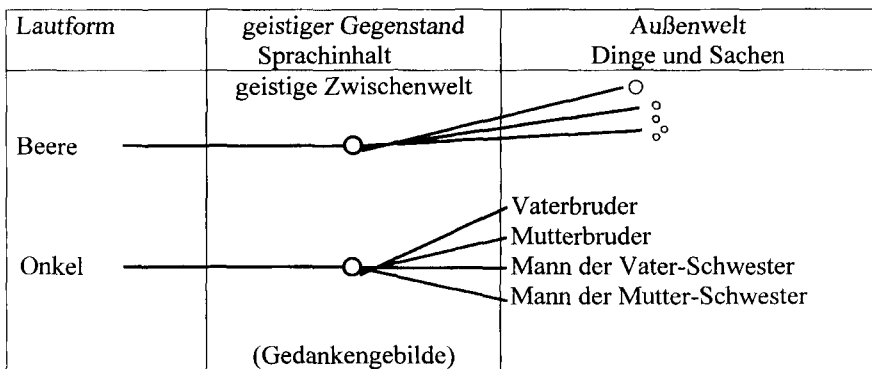 Lautform geistiger Gegenstand Außenwelt
Sprachinhalt Dinge und Sachen
geistige Zwischenwelt
Beere
Vaterbruder
Mutterbruder
Onkel Mann der Vater-Schwester
Mann der Mutter-Schwester
(Gedankengebilde)